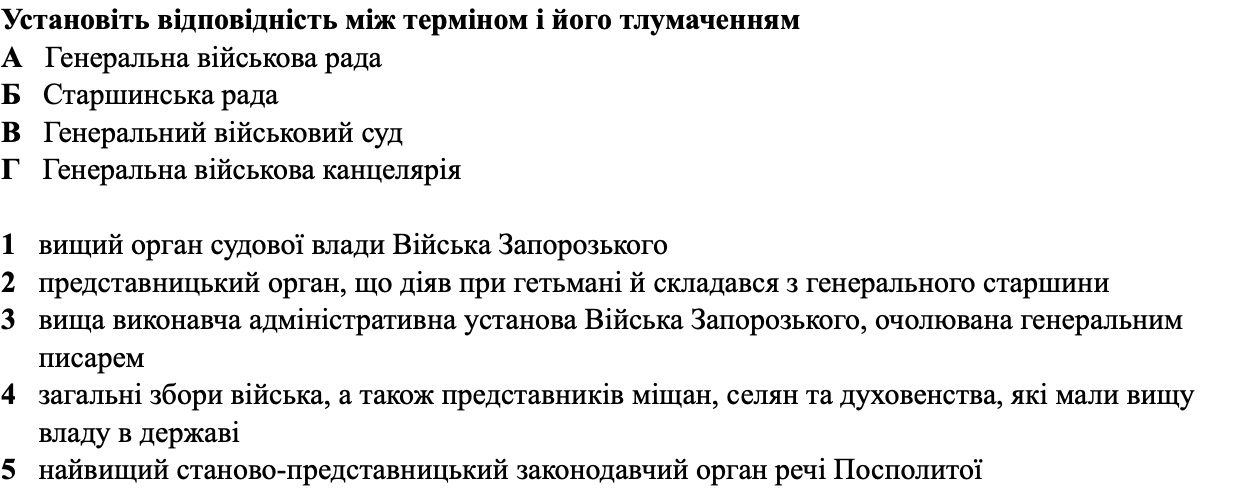 Установіть відповідність між терміном і його тлумаченням
А Генеральна військова рада
Б Старшинська рада
В Генеральний військовий суд
Г Генеральна військова канцелярія
1 вищий орган судової влади Війська Запорозького
2 представницький орган, що діяв при гетьмані й складався з генерального старшини
3 вища виконавча адміністративна установа Війська Запорозького, очолювана генеральним
писарем
4 загальні збори війська, а також представників міщан, селян та духовенства, які мали вищу
владу в державі
5 найвищий станово-представницький законодавчий орган речі Посполитої